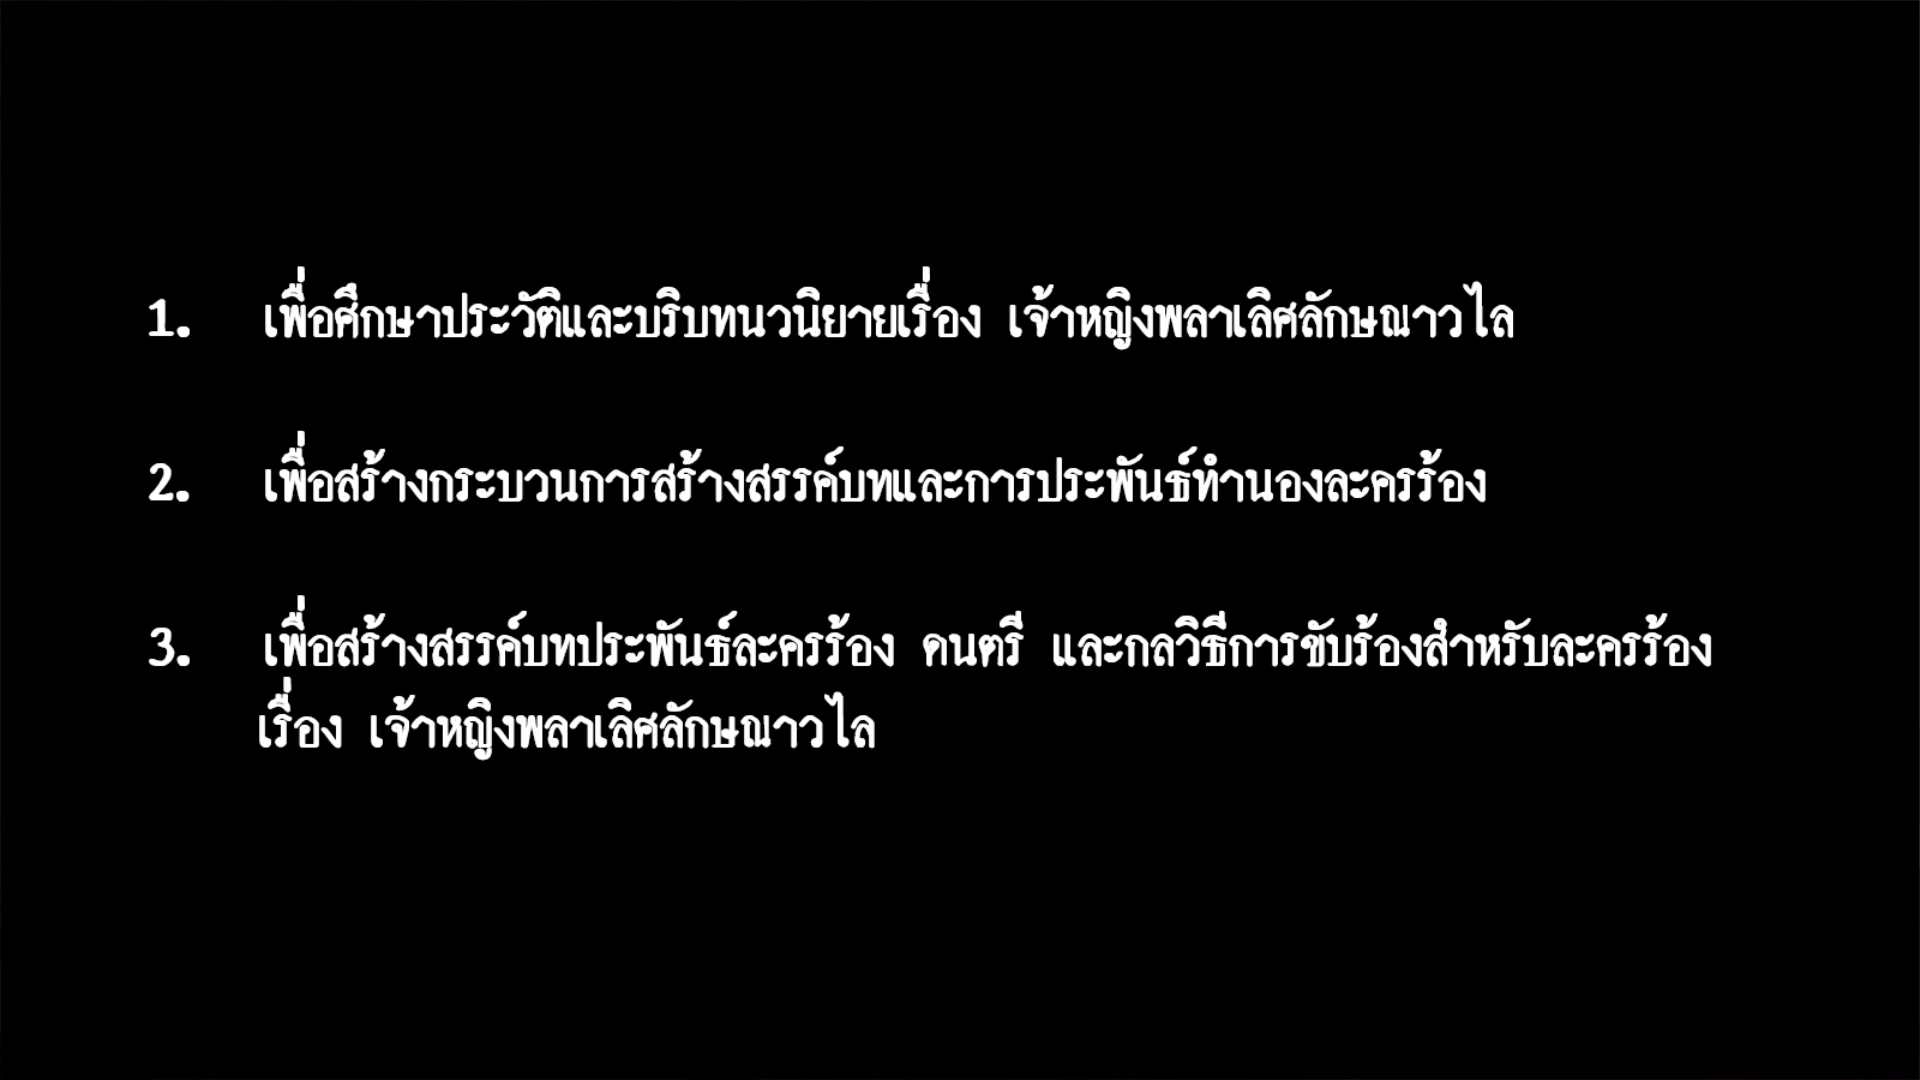 1. เพื่อศึกษาประวัติและบริบทนวนิยายเรื่อง เจ้าหญิงพลาเลิศลักษณาวไล
2. เพื่อสร้างกระบวนการสร้างสรรค์บทและการประพันธ์ทำนองละครร้อง
3. เพื่อสร้างสรรค์บทประพันธ์ละครร้อง ดนตรี และกลวิธีการขับร้องสำหรับละครร้อง
เรื่อง เจ้าหญิงพลาเลิศลักษณาวไล